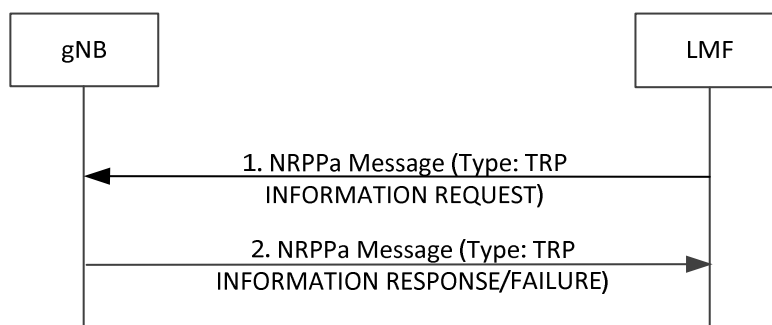 gNB
LMF
1. NRPPa Message (Type: TRP
INFORMATION REQUEST)
2. NRPPa Message (Type: TRP
INFORMATION RESPONSE/FAILURE)